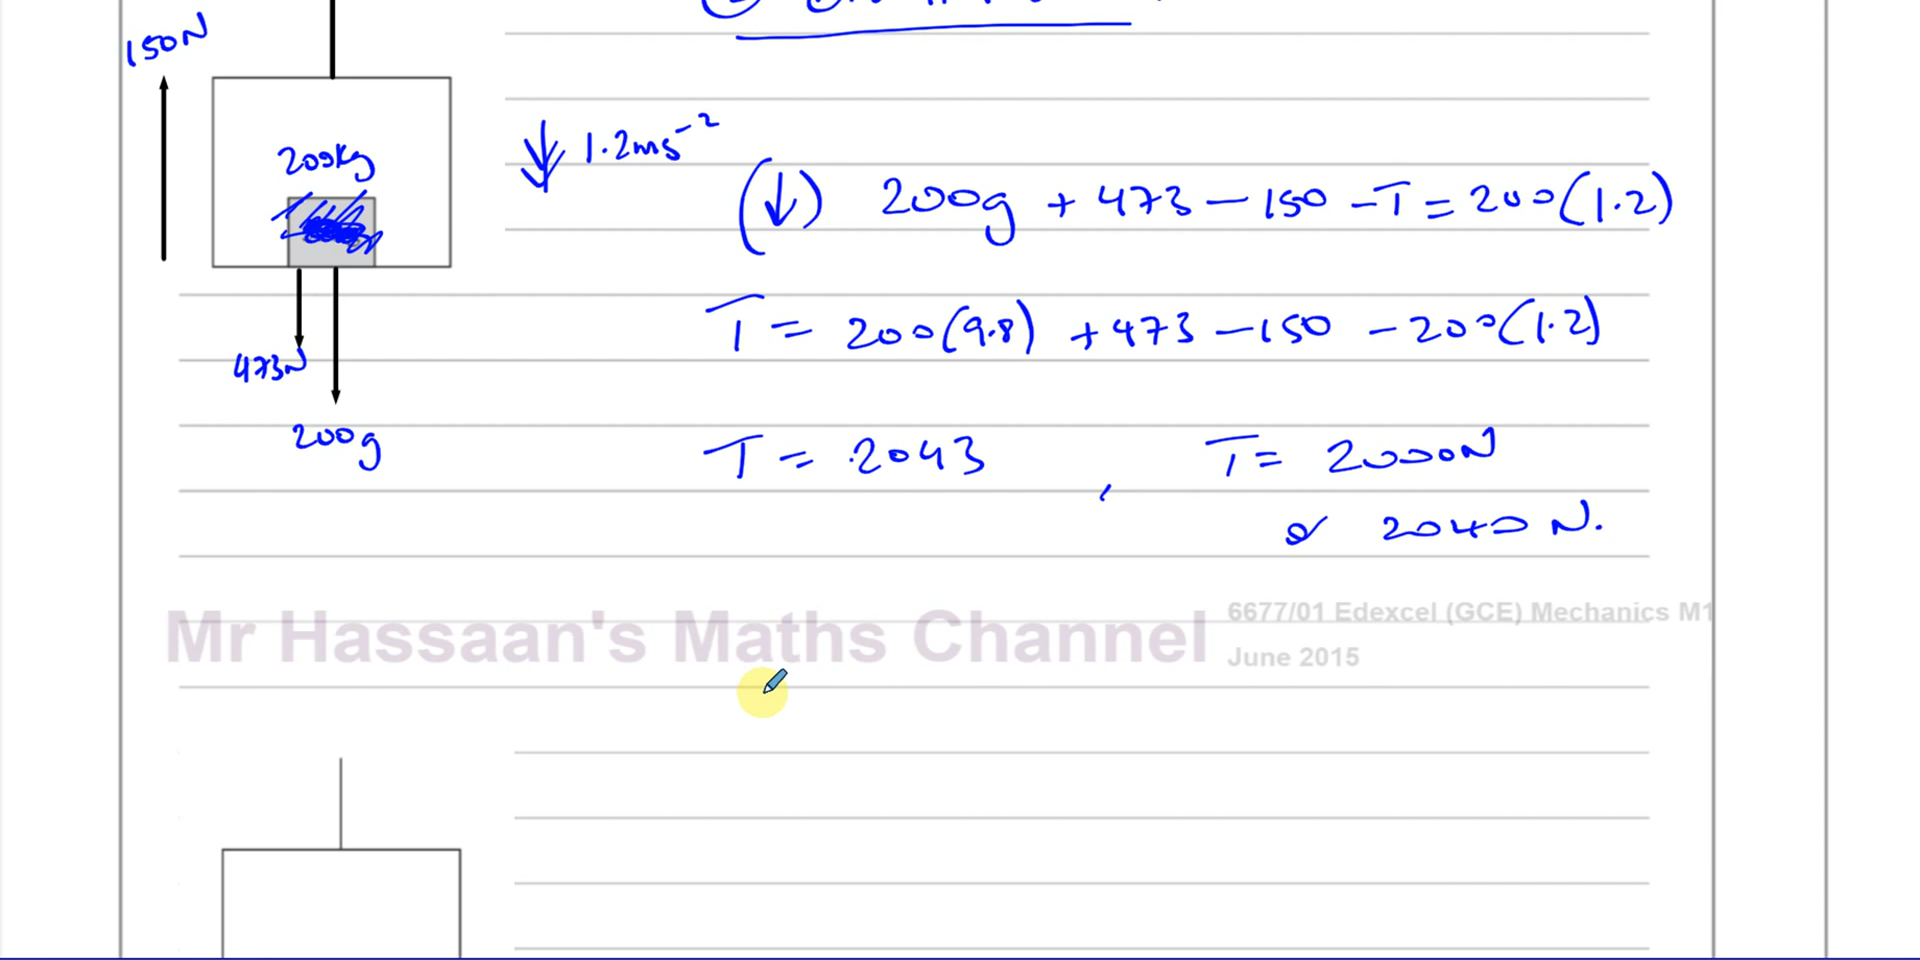 150N
200kg
1.2ms⁻²
(↓) 200g + 473 - 150 - T = 200(1.2)
T = 200(9.8) + 473 - 150 - 200(1.2)
473N
200g
T = 2043 , T = 2000N
or 2040 N.
Mr Hassaan's Maths Channel
6677/01 Edexcel (GCE) Mechanics M1
June 2015